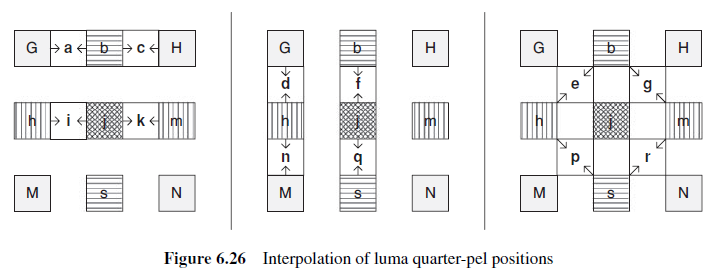 G a b c H
h i j k m
M s N
G b H
d f
h j m
n q
M s N
G b H
e g
h j m
p r
M s N
Figure 6.26 Interpolation of luma quarter-pel positions